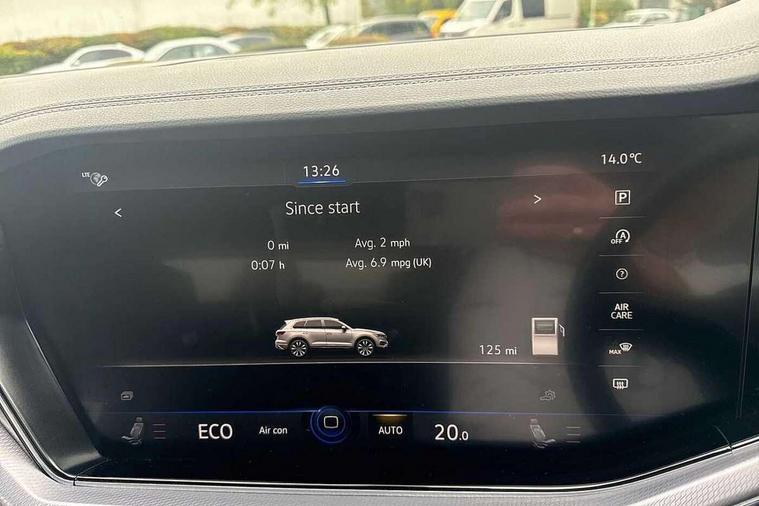 LTE
13:26
14.0°C
< Since start >
P
0 mi
Avg. 2 mph
OFF A
0:07 h
Avg. 6.9 mpg (UK)
?
AIR
CARE
125 mi
MAX
ECO
Air con
AUTO
20.0